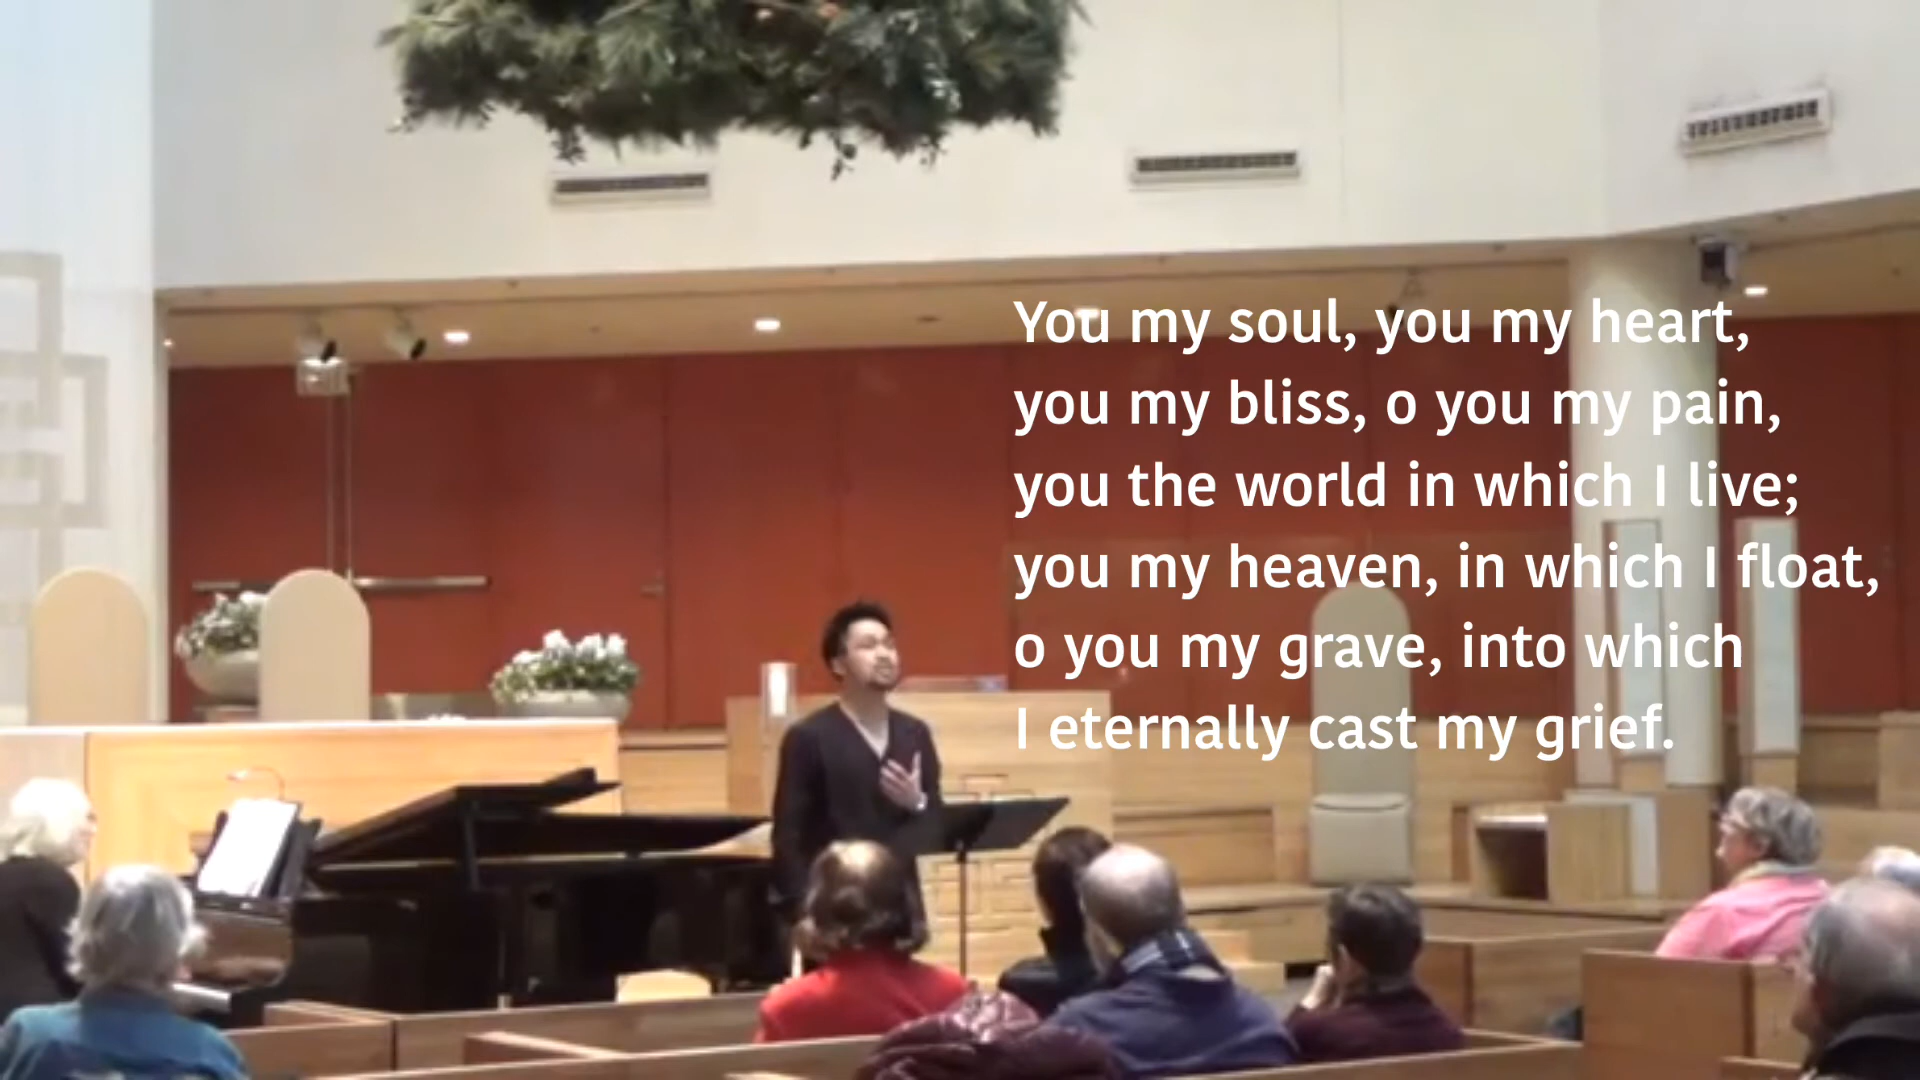 You my soul, you my heart,
you my bliss, o you my pain,
you the world in which I live;
you my heaven, in which I float,
o you my grave, into which
I eternally cast my grief.